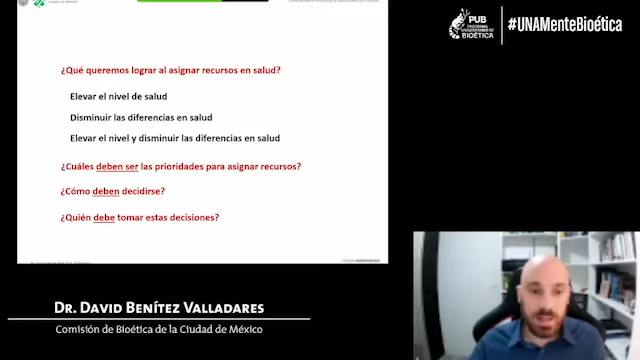 PUB
BIOÉTICA
#UNAMenteBioética
¿Qué queremos lograr al asignar recursos en salud?
Elevar el nivel de salud
Disminuir las diferencias en salud
Elevar el nivel y disminuir las diferencias en salud
¿Cuáles deben ser las prioridades para asignar recursos?
¿Cómo deben decidirse?
¿Quién debe tomar estas decisiones?
DR. DAVID BENÍTEZ VALLADARES
Comisión de Bioética de la Ciudad de México